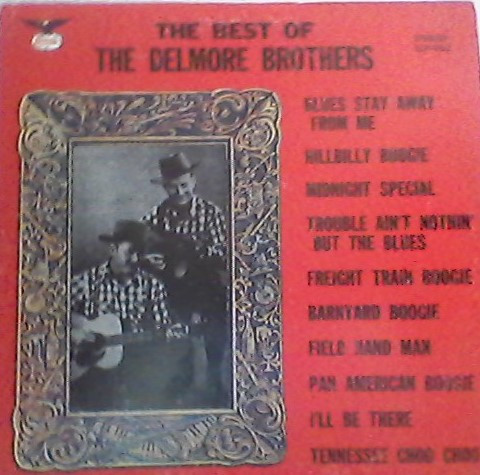 THE BEST OF
THE DELMORE BROTHERS
BLUES STAY AWAY
FROM ME
HILLBILLY BOOGIE
MIDNIGHT SPECIAL
TROUBLE AIN'T NOTHIN'
BUT THE BLUES
FREIGHT TRAIN BOOGIE
BARNYARD BOOGIE
FIELD HAND MAN
PAN AMERICAN BOOGIE
I'LL BE THERE
TENNESSEE CHOO CHOO